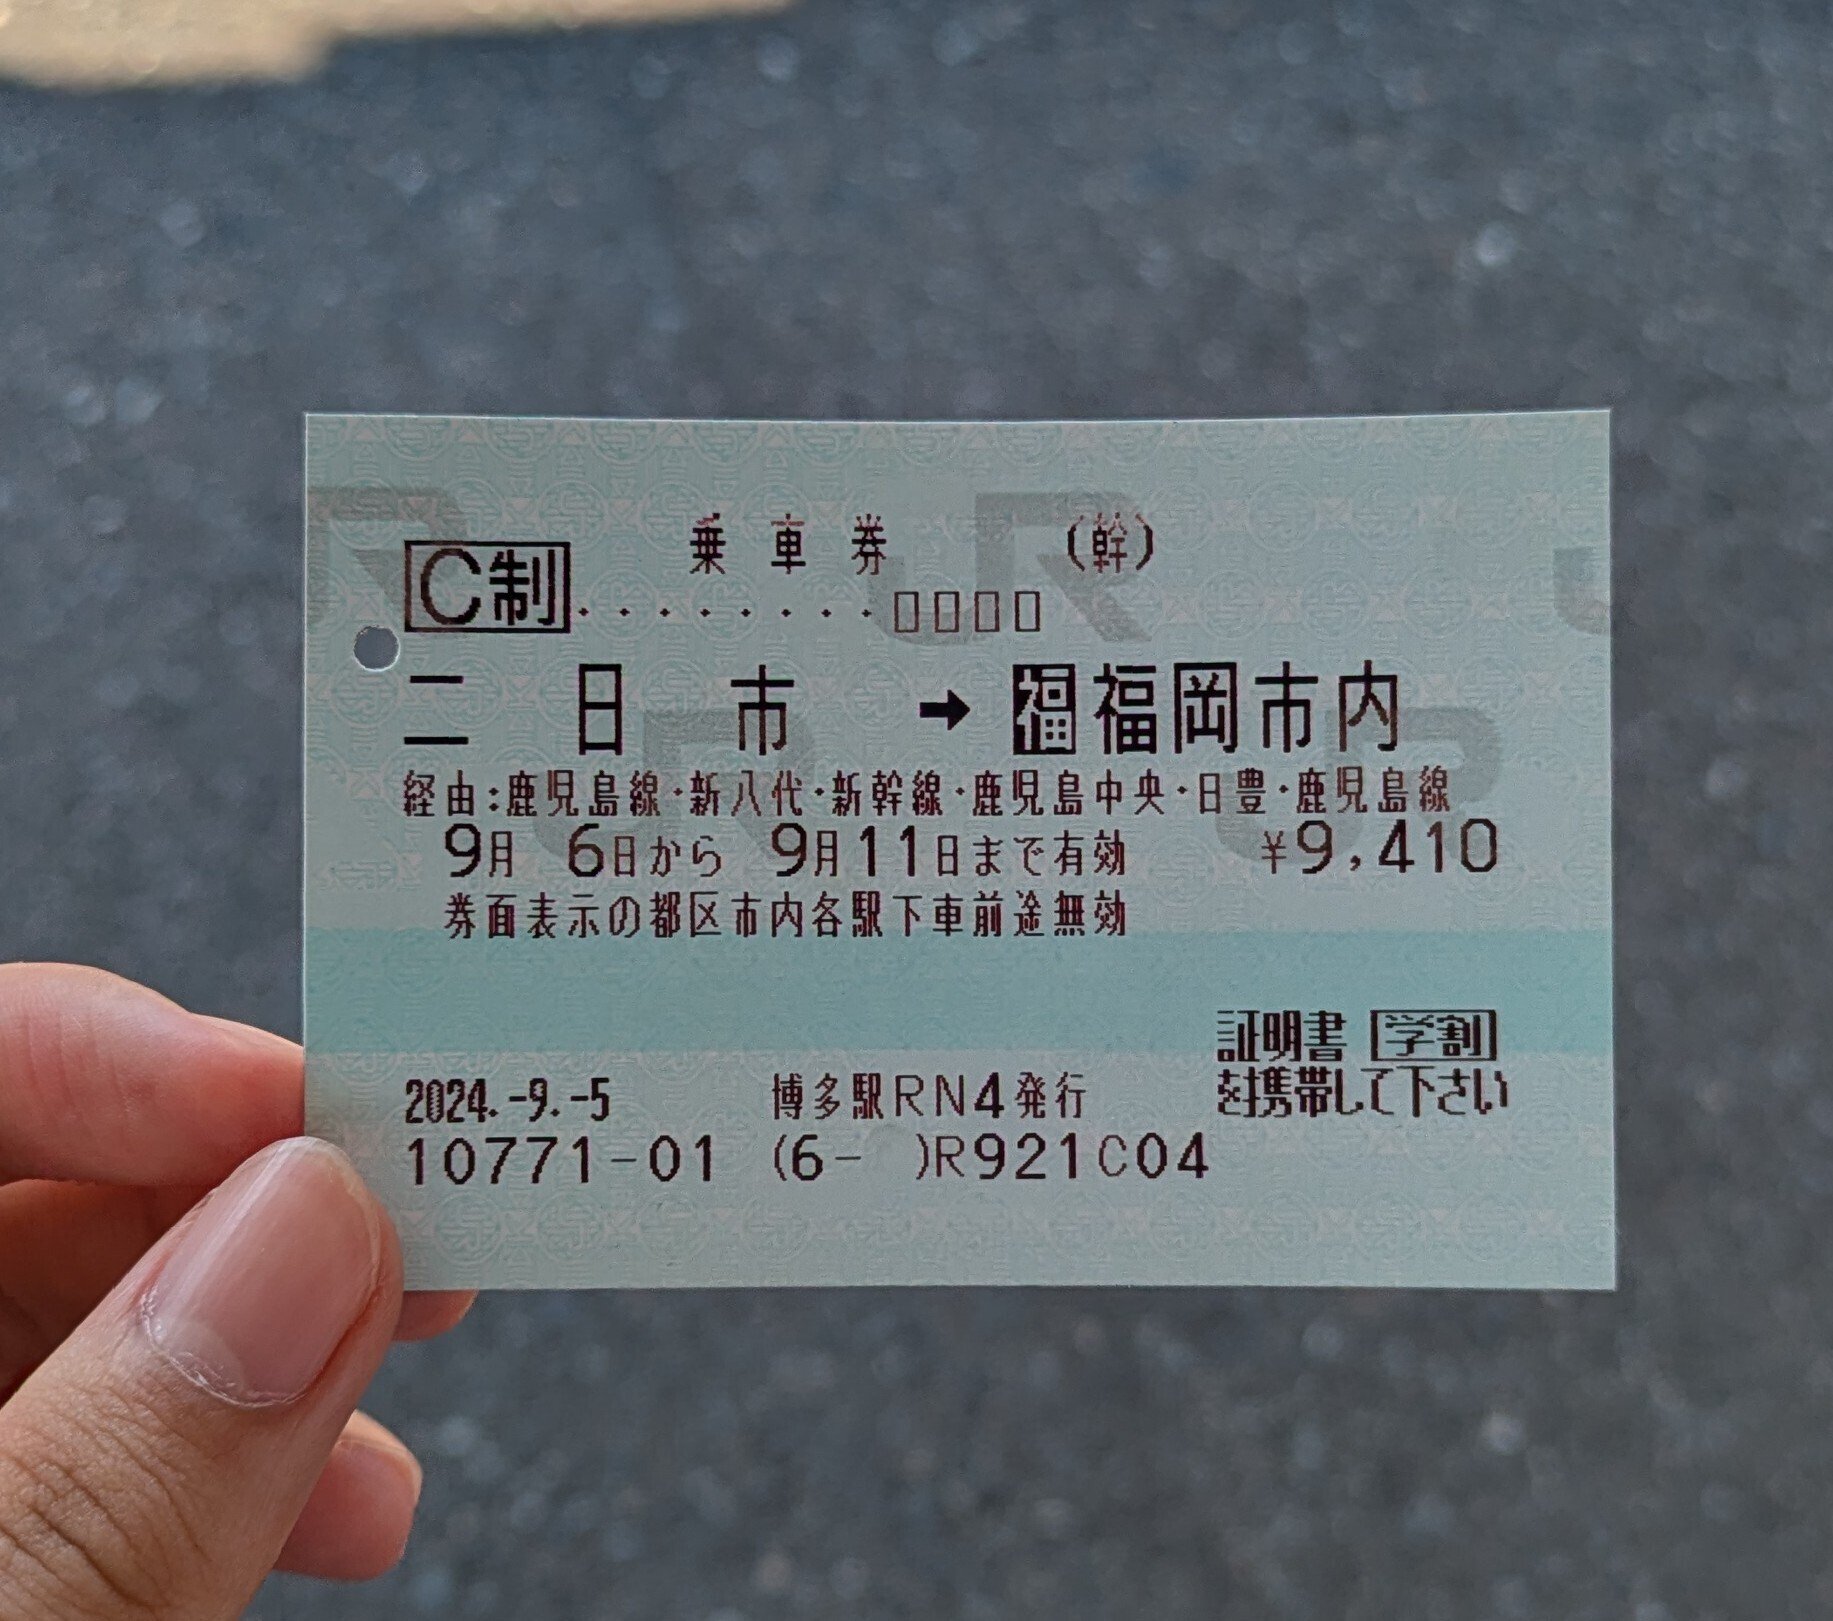 乗車券 (幹)
C制 ........▯▯▯▯
二日市 → 福 福岡市内
経由:鹿児島線・新八代・新幹線・鹿児島中央・日豊・鹿児島線
9月 6日から 9月11日まで有効 ¥9,410
券面表示の都区市内各駅下車前途無効
証明書 学割
を携帯して下さい
2024.-9.-5 博多駅RN4発行
10771-01 (6- )R921C04
JR